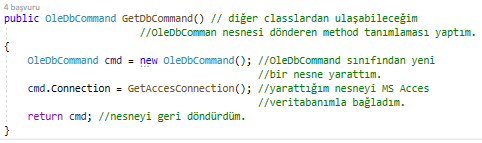 4 başvuru
public OleDbCommand GetDbCommand() // diğer classlardan ulaşabileceğim
//OleDbComman nesnesi dönderen method tanımlaması yaptım.
{
OleDbCommand cmd = new OleDbCommand(); //OleDbCommand sınıfından yeni
//bir nesne yarattım.
cmd.Connection = GetAccesConnection(); //yarattığım nesneyi MS Acces
//veritabanımla bağladım.
return cmd; //nesneyi geri döndürdüm.
}